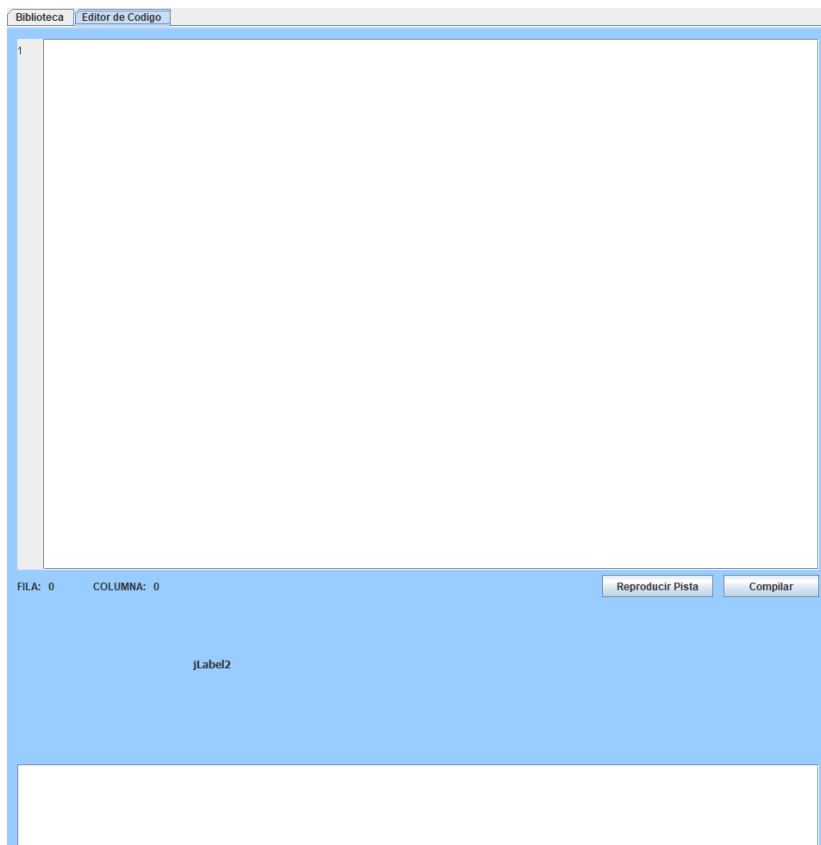 Biblioteca Editor de Codigo
1
FILA: 0 COLUMNA: 0 Reproducir Pista Compilar
jLabel2